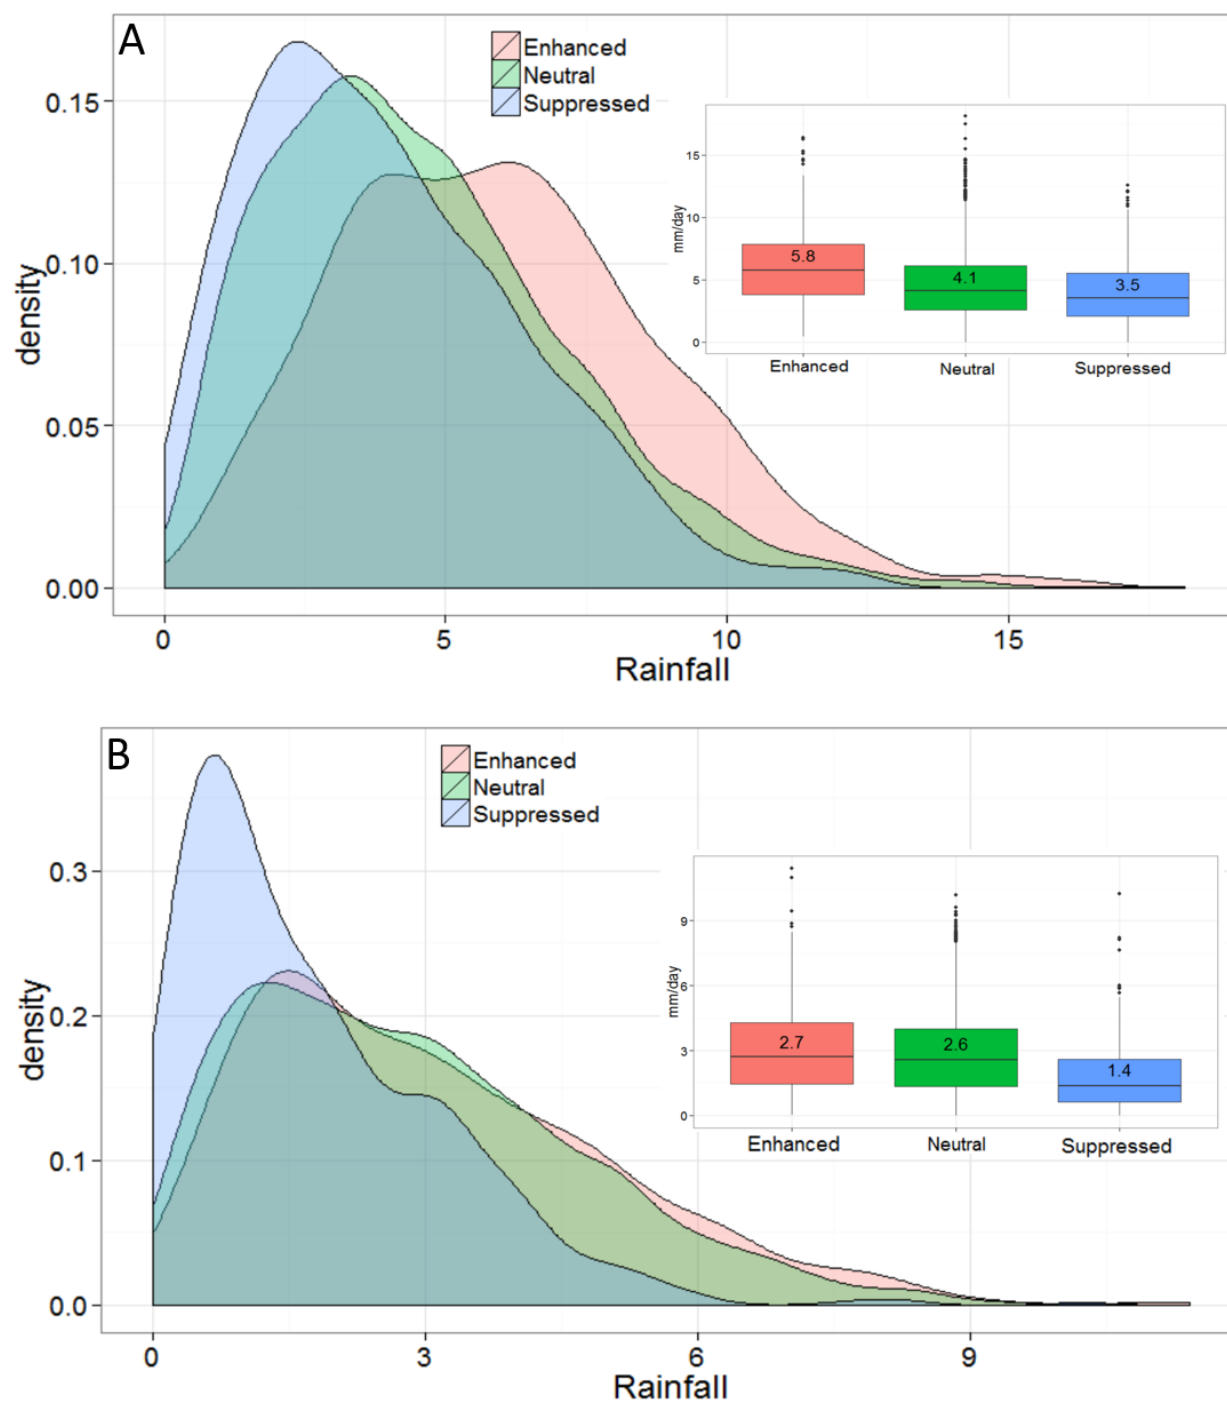 A
Enhanced
Neutral
Suppressed
0.15
0.10
0.05
0.00
density
0 5 10 15
Rainfall
15
10
5
0
mm/day
5.8
4.1
3.5
Enhanced Neutral Suppressed
B
Enhanced
Neutral
Suppressed
0.3
0.2
0.1
0.0
density
0 3 6 9
Rainfall
9
6
3
0
mm/day
2.7
2.6
1.4
Enhanced Neutral Suppressed